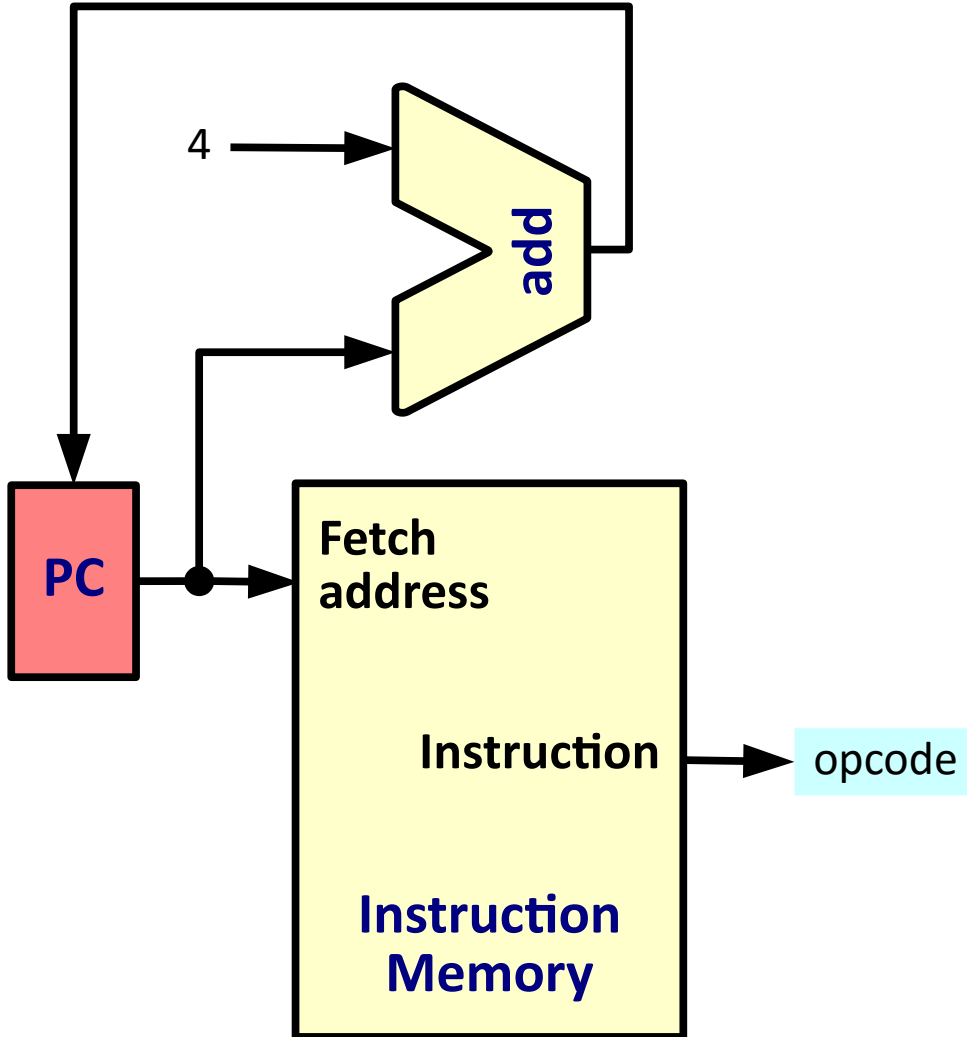 4
add
PC
Fetch
address
Instruction
opcode
Instruction
Memory